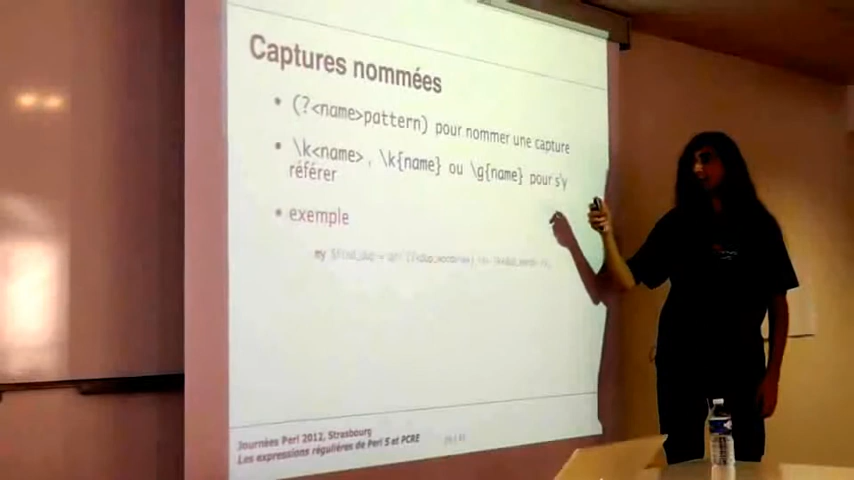 Captures nommées
• (?<name>pattern) pour nommer une capture
• \k<name>, \k{name} ou \g{name} pour s'y
référer
• exemple
my
Journées Perl 2012, Strasbourg
Les expressions régulières de Perl 5 et PCRE